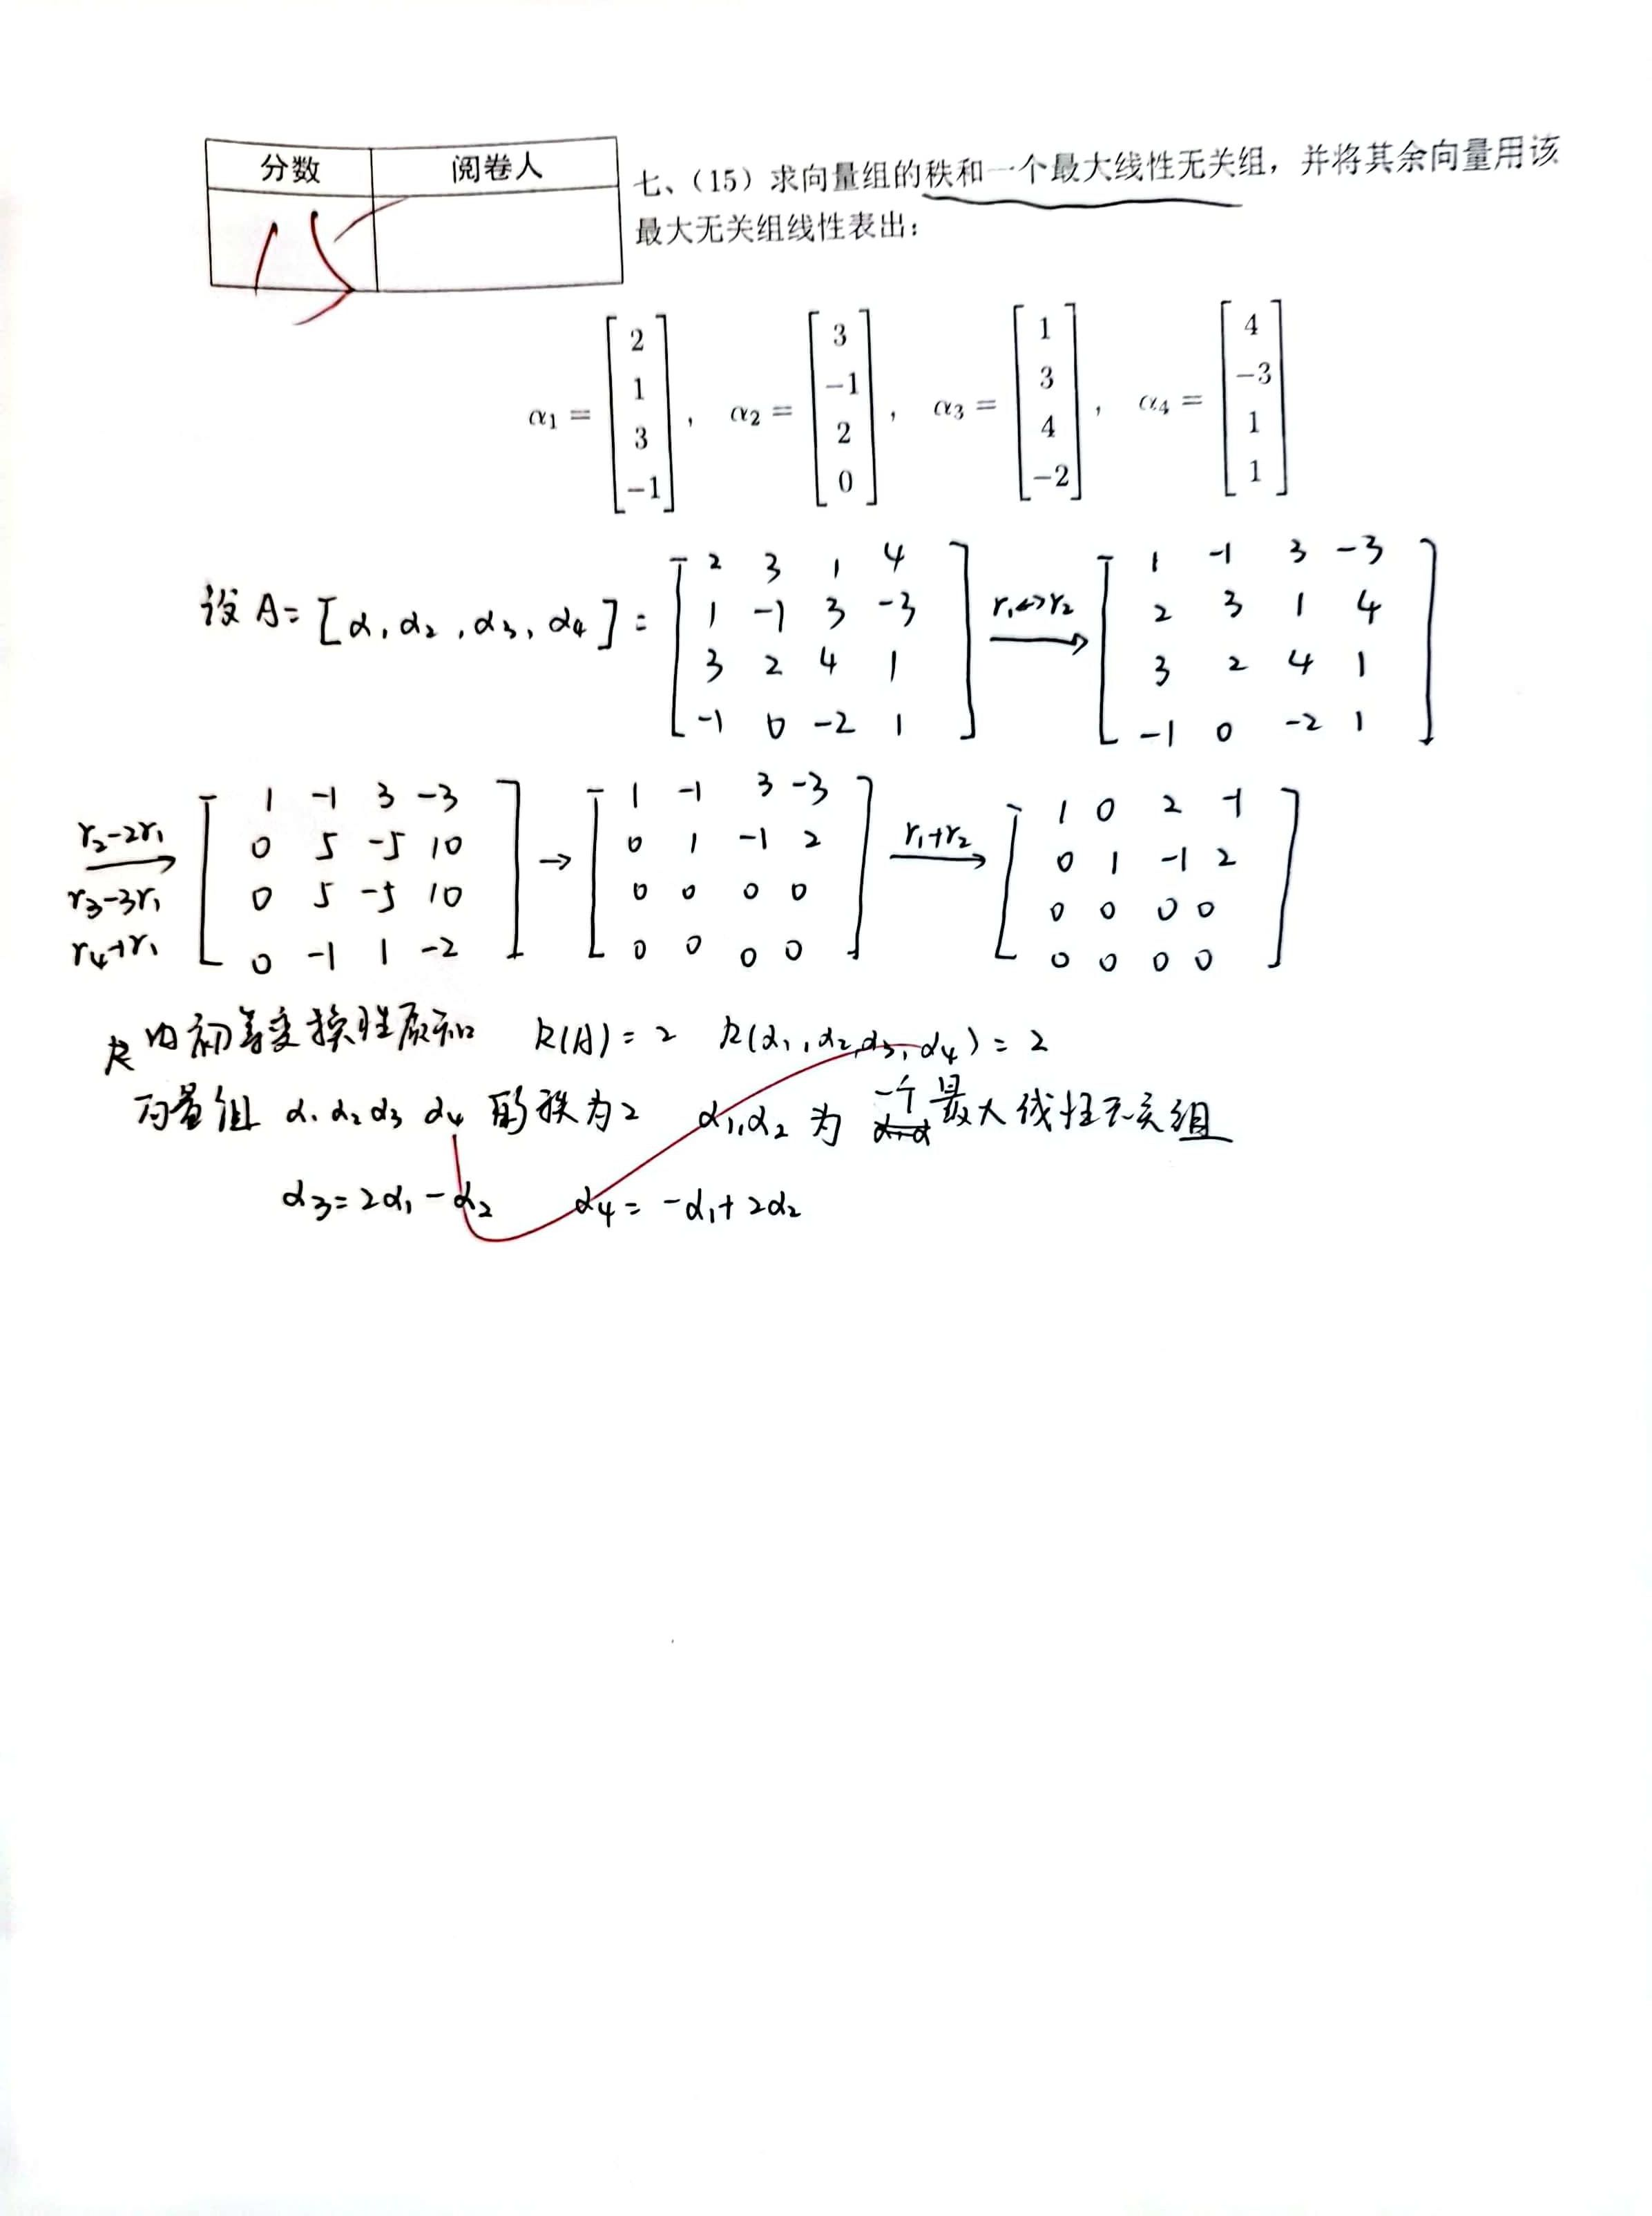 分数 阅卷人
15
七、（15）求向量组的秩和一个最大线性无关组，并将其余向量用该
最大无关组线性表出：
α1 = [2 1 3 −1], α2 = [3 −1 2 0], α3 = [1 3 4 −2], α4 = [4 −3 1 1]
设 A = [α1 α2, α3, α4] = [2 3 1 4
1 -1 3 -3
3 2 4 1
-1 0 -2 1] r1↔r2 → [1 -1 3 -3
2 3 1 4
3 2 4 1
-1 0 -2 1]
r2-2r1 r3-3r1 r4+r1 → [1 -1 3 -3
0 5 -5 10
0 5 -5 10
0 -1 1 -2] → [1 -1 3 -3
0 1 -1 2
0 0 0 0
0 0 0 0] r1+r2 → [1 0 2 -1
0 1 -1 2
0 0 0 0
0 0 0 0]
由初等变换性质知 R(A) = 2 R(α1, α2, α3, α4) = 2
向量组 α1 α2 α3 α4 的秩为2 α1, α2 为 一个最大线性无关组
α3 = 2α1 - α2 α4 = -α1 + 2α2